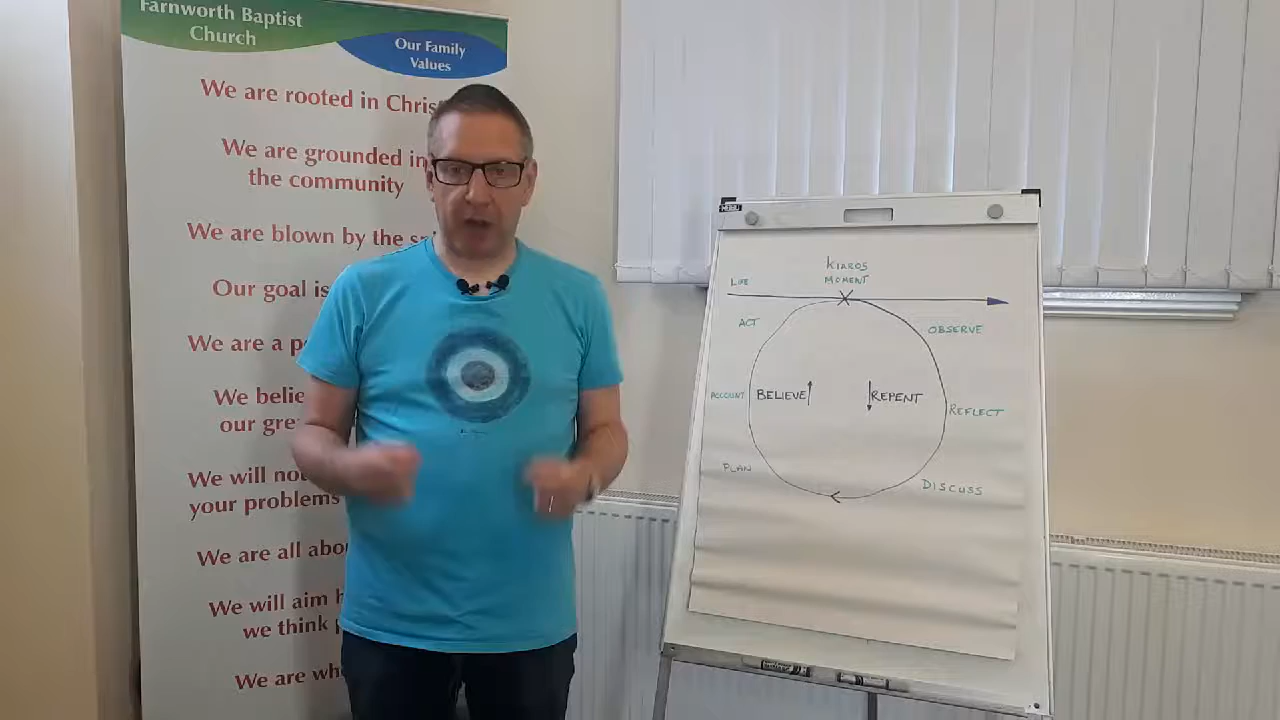 Farnworth Baptist
Church
Our Family
Values
We are rooted in Chris
We are grounded in
the community
We are blown by the sp
Our goal is
We are a p
We belie
our gre
We will no
your problems
We are all abo
We will aim h
we think
We are wh
KIAROS
MOMENT
LIFE
ACT
OBSERVE
ACCOUNT
BELIEVE
REPENT
REFLECT
PLAN
DISCUSS